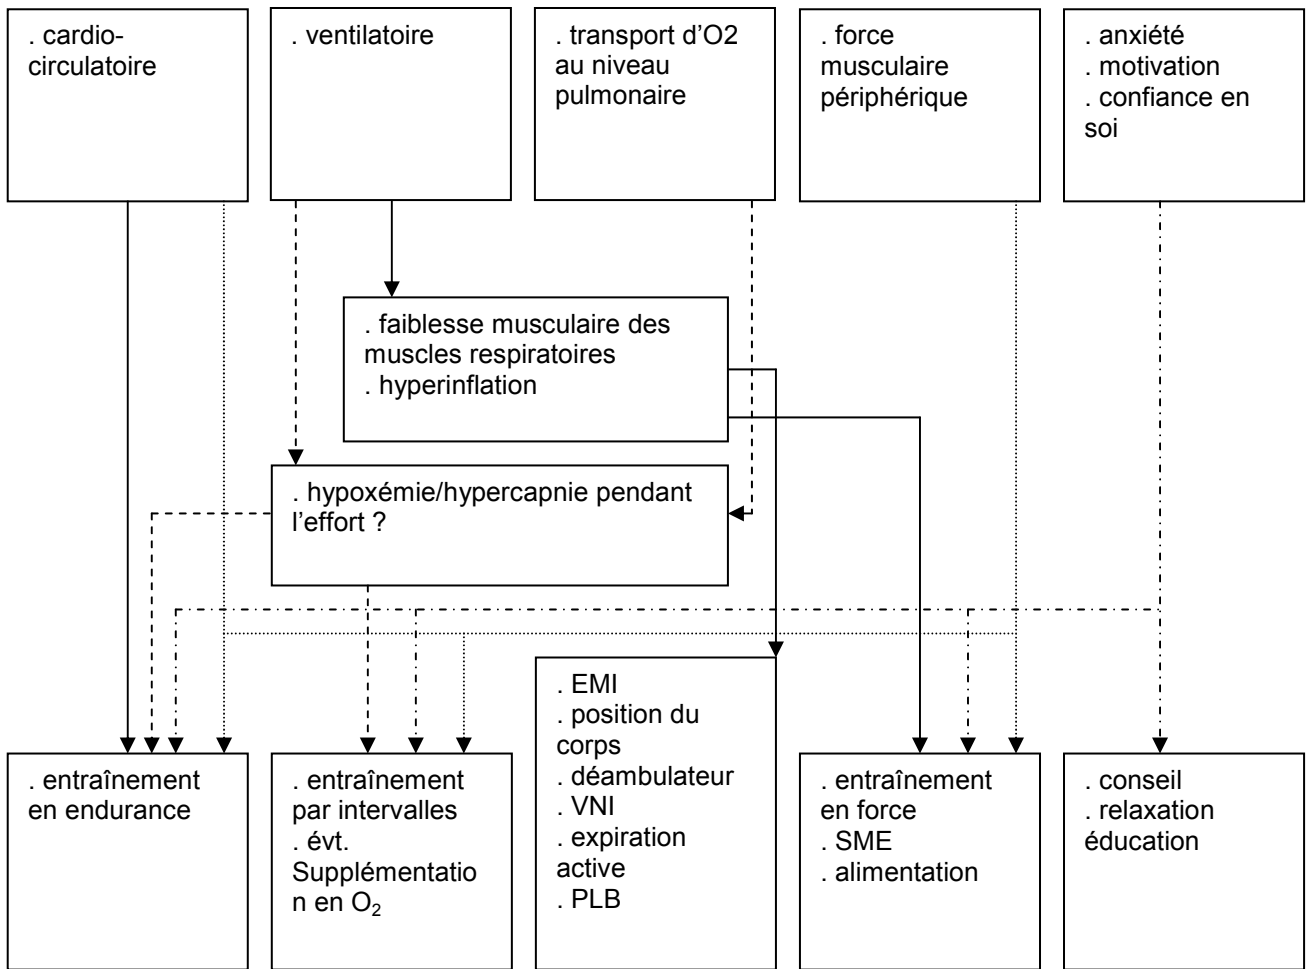 . cardio-
circulatoire
. ventilatoire
. transport d’O2
au niveau
pulmonaire
. force
musculaire
périphérique
. anxiété
. motivation
. confiance en
soi
. faiblesse musculaire des
muscles respiratoires
. hyperinflation
. hypoxémie/hypercapnie pendant
l’effort ?
. entraînement
en endurance
. entraînement
par intervalles
. évt.
Supplémentatio
n en O₂
. EMI
. position du
corps
. déambulateur
. VNI
. expiration
active
. PLB
. entraînement
en force
. SME
. alimentation
. conseil
. relaxation
éducation